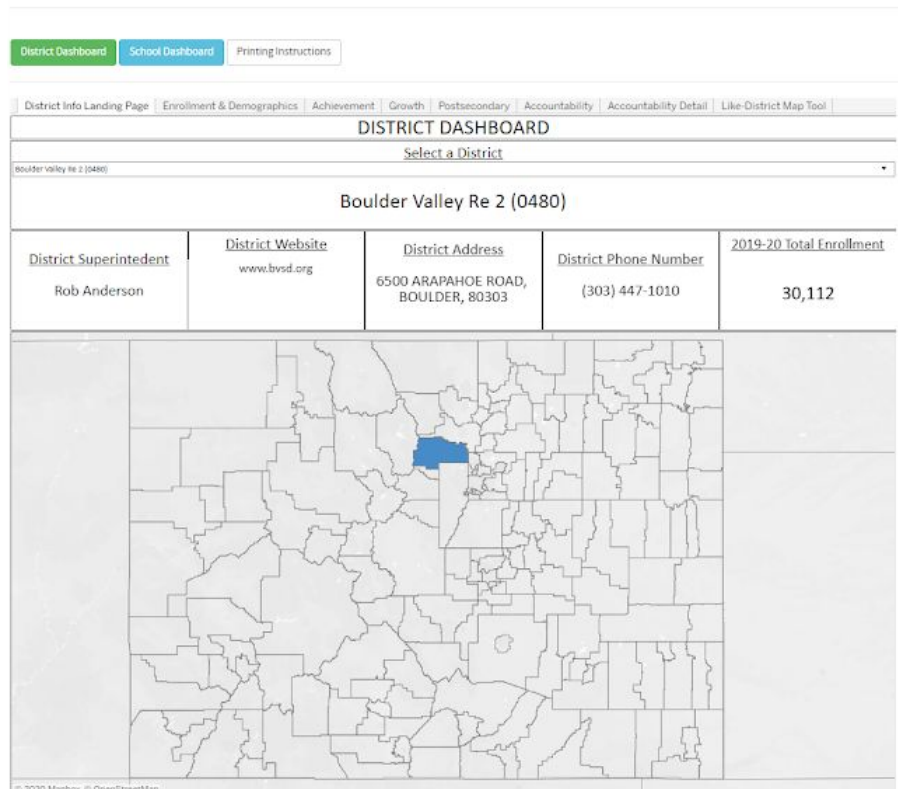 District Dashboard School Dashboard Printing Instructions
District Info Landing Page Enrollment & Demographics Achievement Growth Postsecondary Accountability Accountability Detail Like-District Map Tool
DISTRICT DASHBOARD
Select a District
Boulder Valley Re 2 (0480)
Boulder Valley Re 2 (0480)
District Superintedent
Rob Anderson
District Website
www.bvsd.org
District Address
6500 ARAPAHOE ROAD,
BOULDER, 80303
District Phone Number
(303) 447-1010
2019-20 Total Enrollment
30,112
© 2020 Mapbox © OpenStreetMap